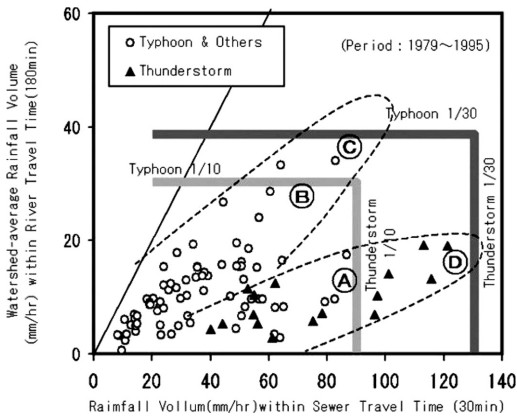 60
40
20
0
Watershed-average Rainfall Volume
(mm/hr) within River Travel Time(180min)
Typhoon & Others
Thunderstorm
(Period : 1979～1995)
Typhoon 1/30
Typhoon 1/10
Thunderstorm 1/10
Thunderstorm 1/30
A
B
C
D
0 20 40 60 80 100 120 140
Rainfall Vollum(mm/hr)within Sewer Travel Time (30min)